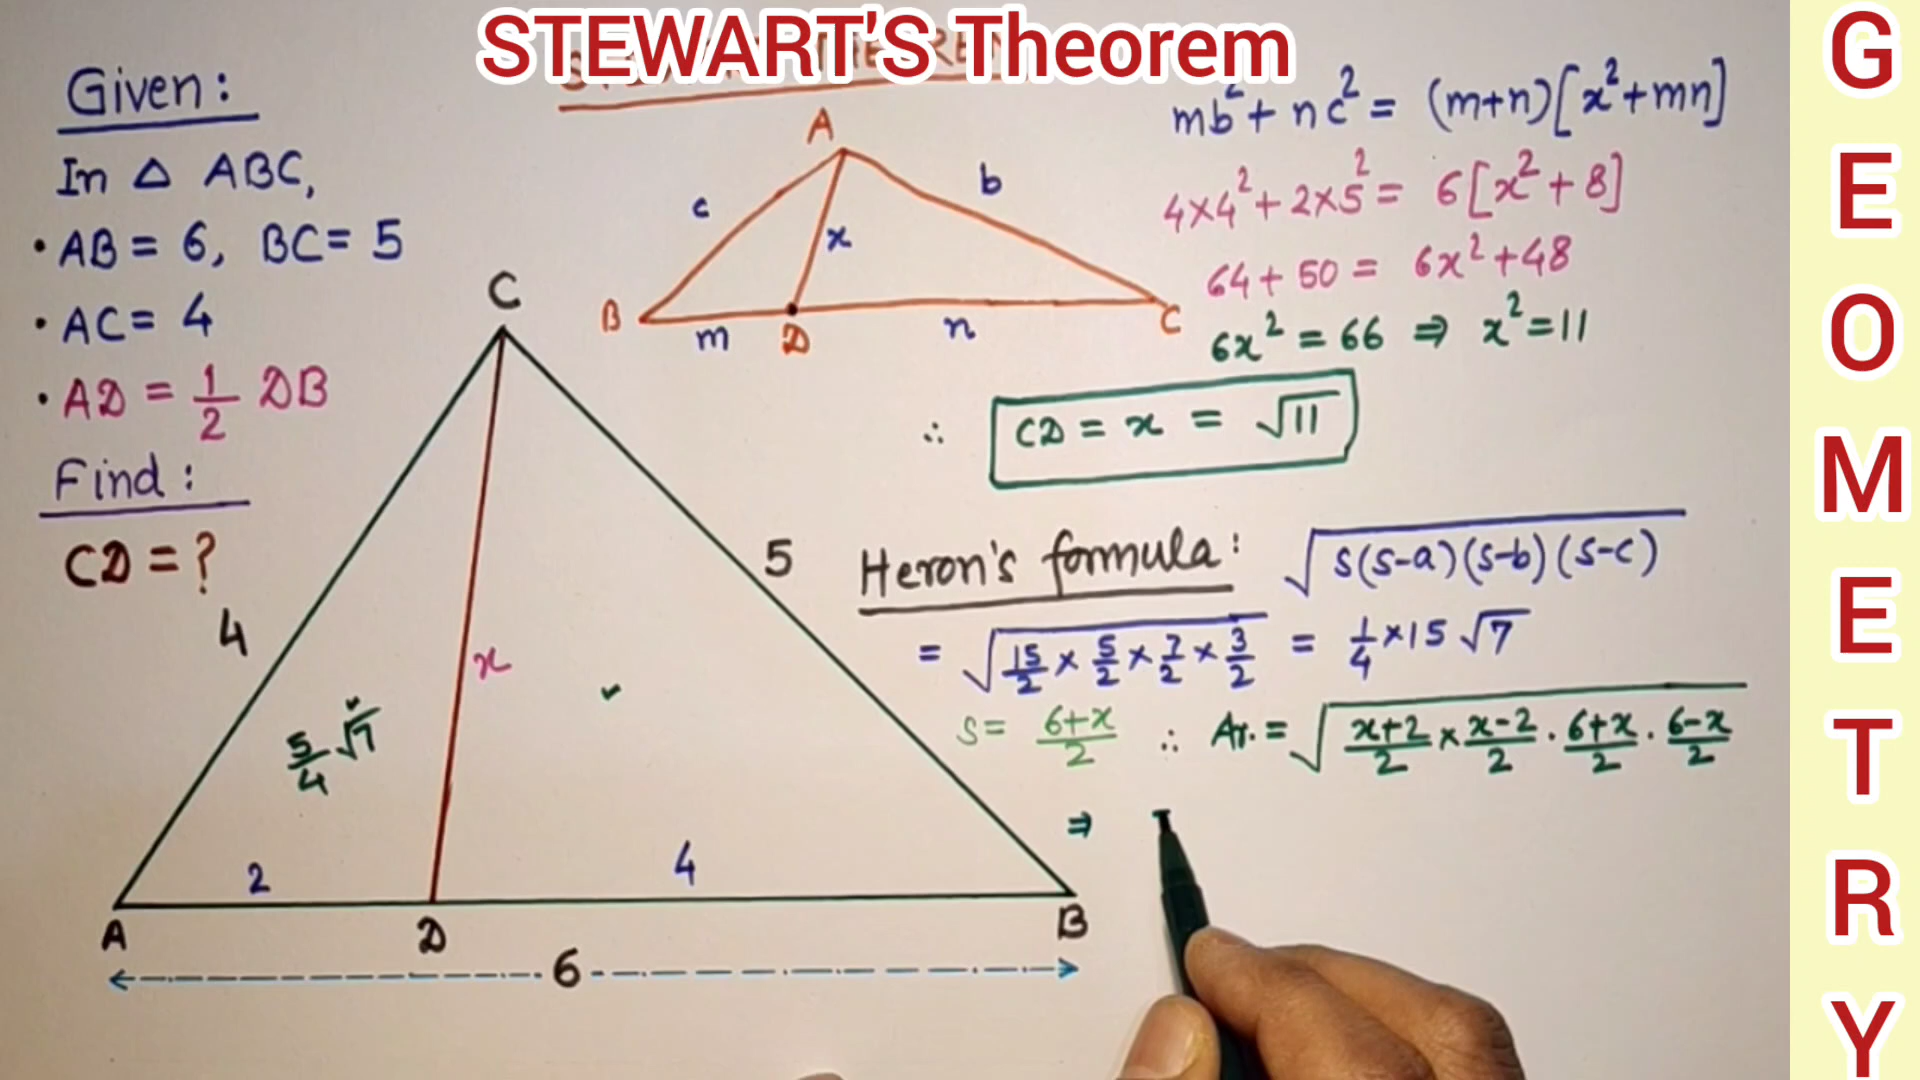 STEWART'S Theorem
Given:
In △ ABC,
• AB = 6, BC = 5
• AC = 4
• AD = 1/2 DB
Find:
CD = ?
A
c
b
x
B
m
D
n
C
mb² + nc² = (m+n)[x²+mn]
4×4² + 2×5² = 6[x²+8]
64+50 = 6x²+48
6x² = 66 ⇒ x²=11
∴ CD = x = √11
C
4
5
x
5/4 √7
2
4
A
D
B
6
Heron's formula: √s(s-a)(s-b)(s-c)
= √15/2 × 5/2 × 7/2 × 3/2 = 1/4 × 15 √7
S = 6+x/2 ∴ Ar. = √x+2/2 × x-2/2 · 6+x/2 · 6-x/2
⇒
GEOMETRY